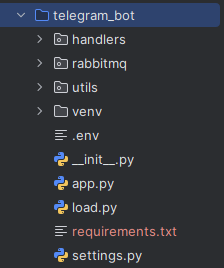 telegram_bot
handlers
rabbitmq
utils
venv
.env
__init__.py
app.py
load.py
requirements.txt
settings.py